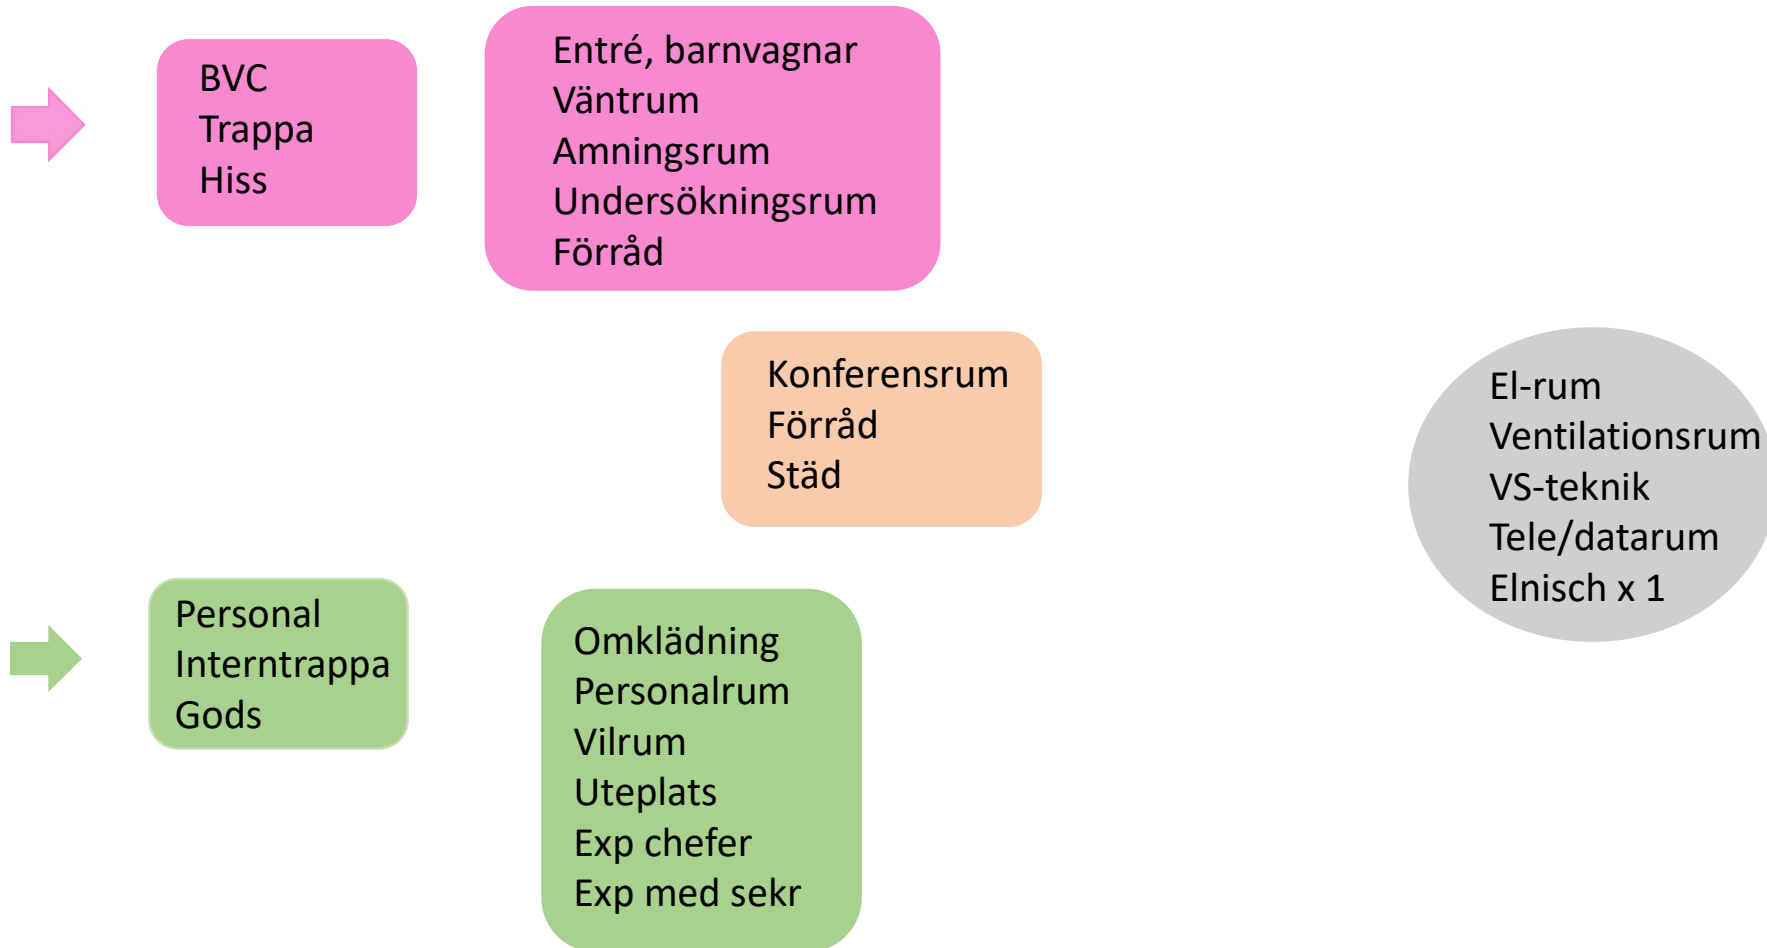 BVC
Trappa
Hiss
Entré, barnvagnar
Väntrum
Amningsrum
Undersökningsrum
Förråd
Konferensrum
Förråd
Städ
El-rum
Ventilationsrum
VS-teknik
Tele/datarum
Elnisch x 1
Personal
Interntrappa
Gods
Omklädning
Personalrum
Vilrum
Uteplats
Exp chefer
Exp med sekr